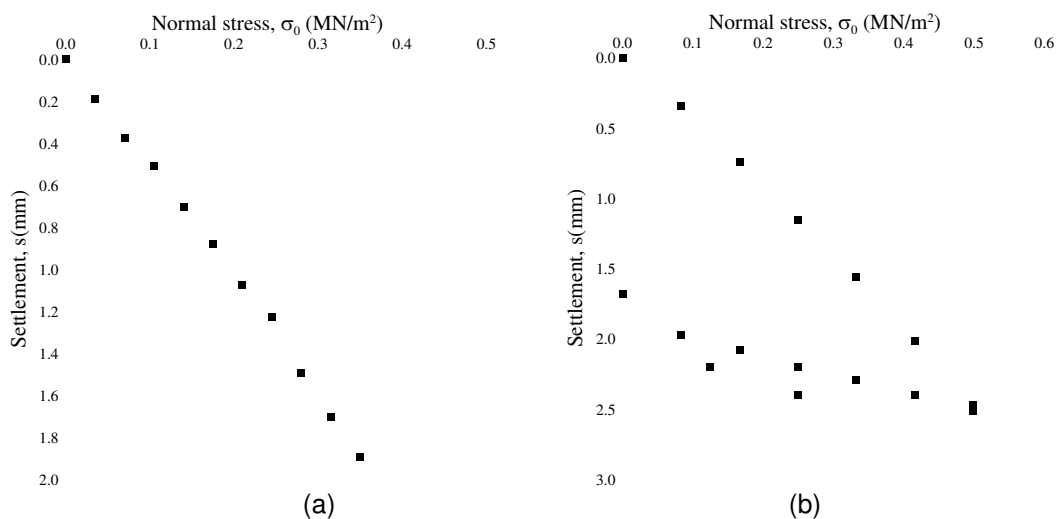 Normal stress, σ₀ (MN/m²)
0.0 0.1 0.2 0.3 0.4 0.5
0.0
0.2
0.4
0.6
0.8
1.0
1.2
1.4
1.6
1.8
2.0
Settlement, s(mm)
(a)
Normal stress, σ₀ (MN/m²)
0.0 0.1 0.2 0.3 0.4 0.5 0.6
0.0
0.5
1.0
1.5
2.0
2.5
3.0
Settlement, s(mm)
(b)